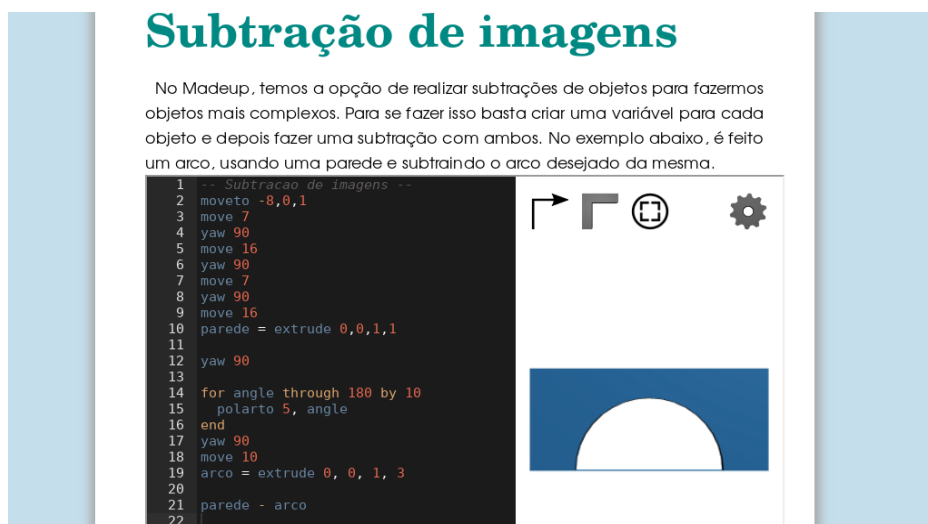 Subtração de imagens
No Madeup, temos a opção de realizar subtrações de objetos para fazermos
objetos mais complexos. Para se fazer isso basta criar uma variável para cada
objeto e depois fazer uma subtração com ambos. No exemplo abaixo, é feito
um arco, usando uma parede e subtraindo o arco desejado da mesma.
1 -- Subtracao de imagens --
2 moveto -8,0,1
3 move 7
4 yaw 90
5 move 16
6 yaw 90
7 move 7
8 yaw 90
9 move 16
10 parede = extrude 0,0,1,1
11
12 yaw 90
13
14 for angle through 180 by 10
15   polarto 5, angle
16 end
17 yaw 90
18 move 10
19 arco = extrude 0, 0, 1, 3
20
21 parede - arco
22